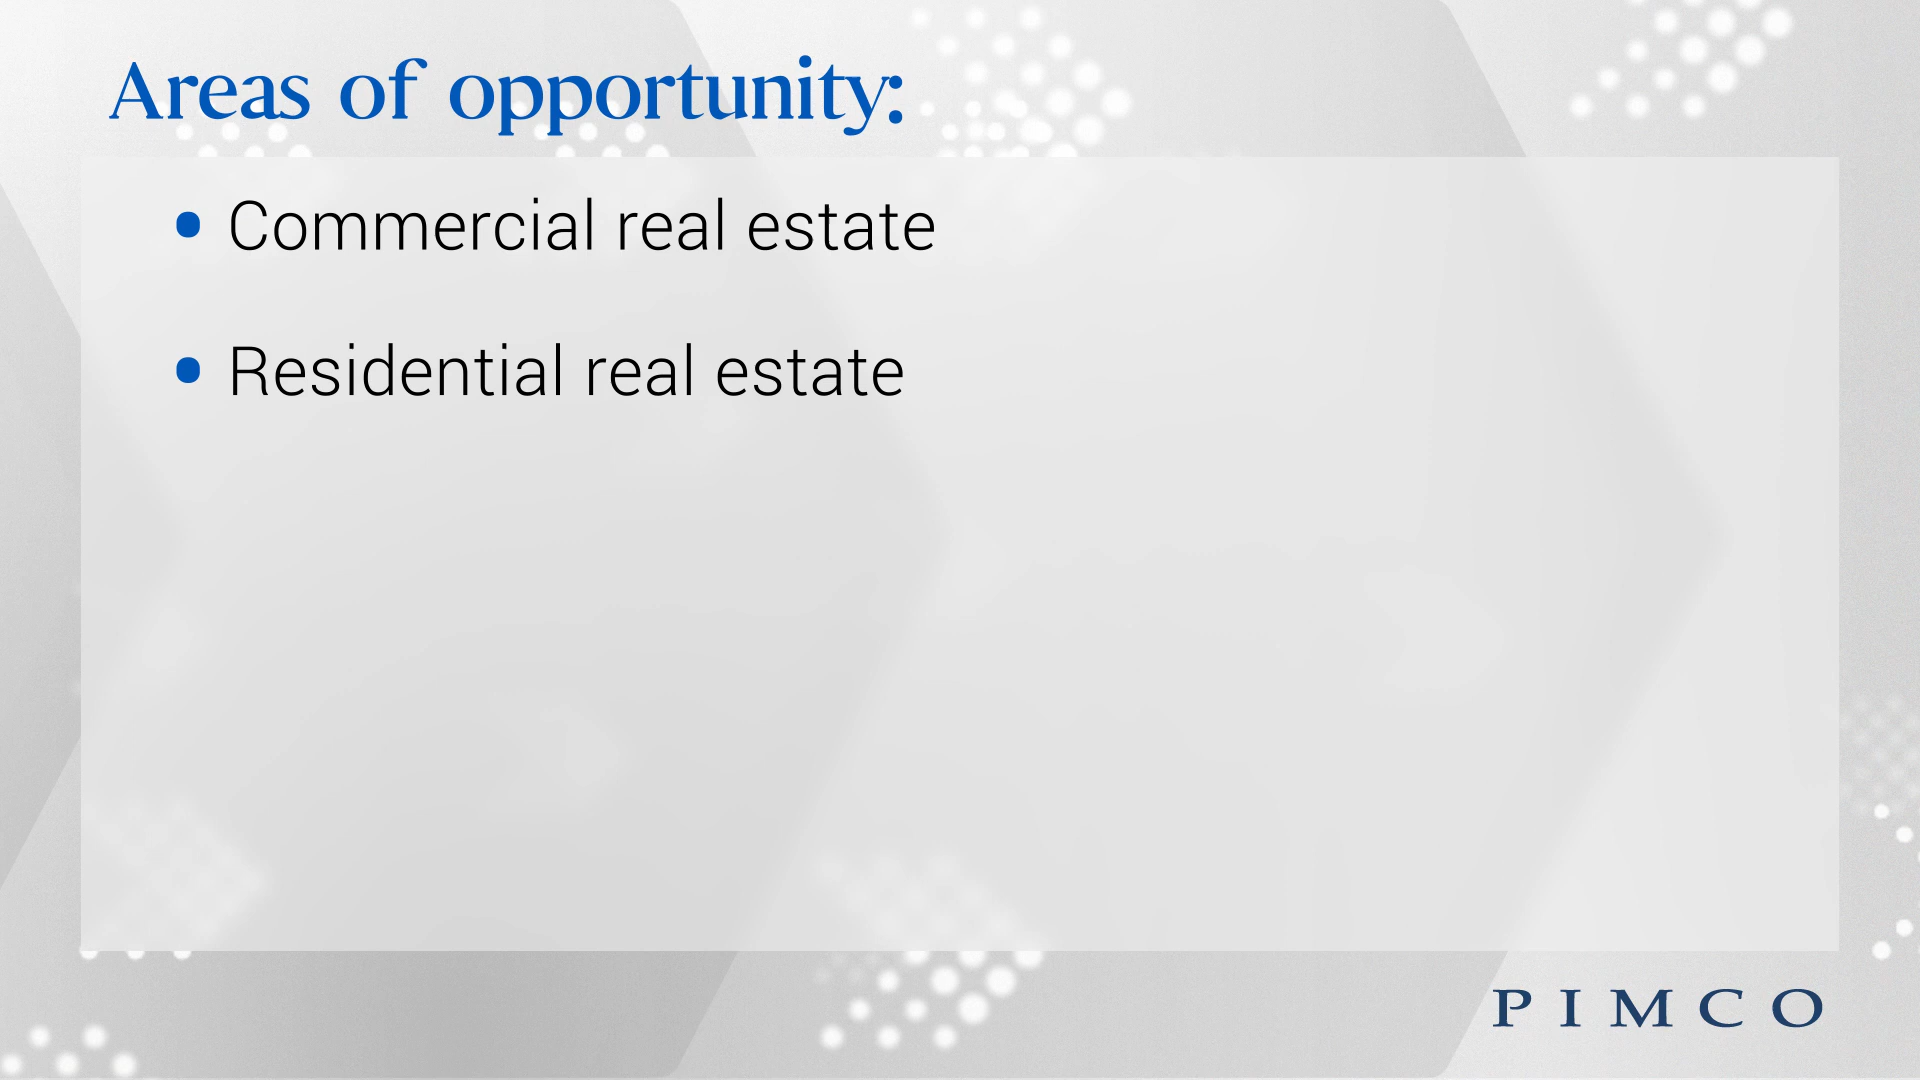 Areas of opportunity:
• Commercial real estate
• Residential real estate
PIMCO